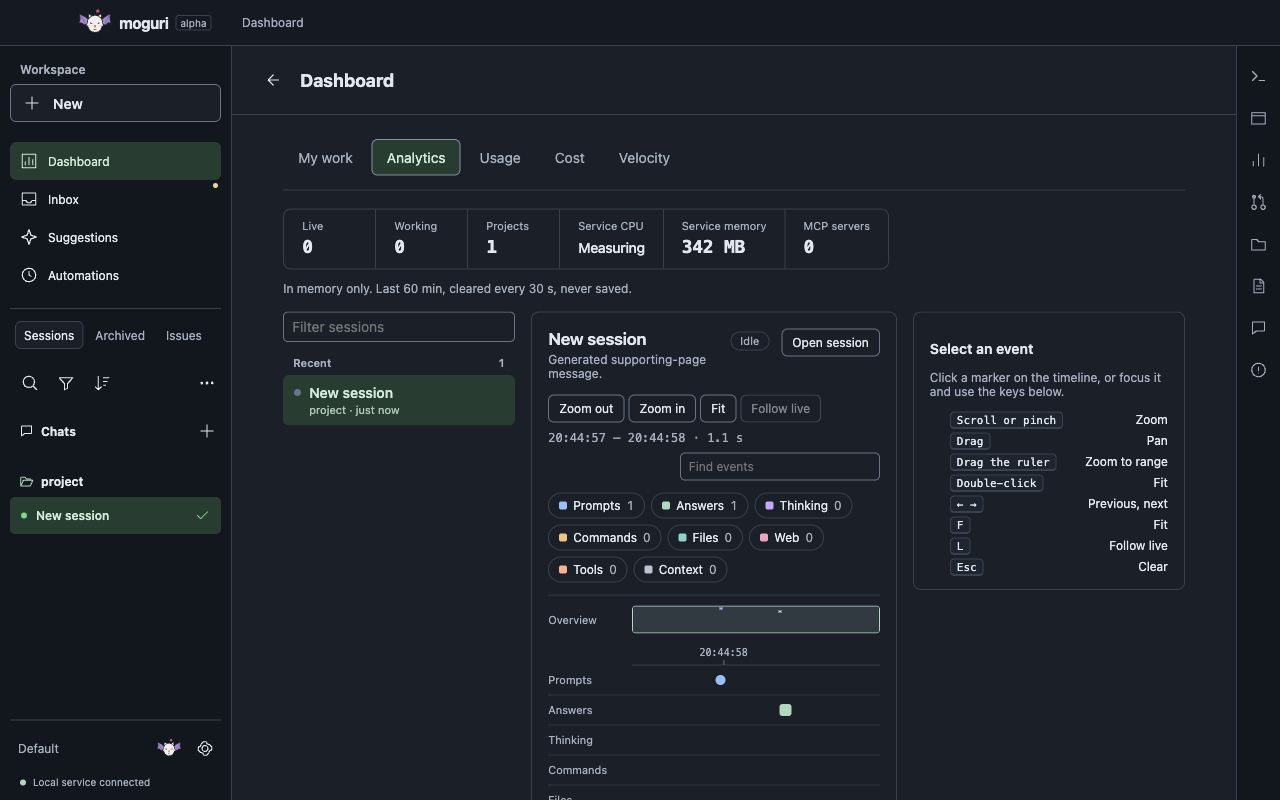 moguri alpha Dashboard
Workspace
New
Dashboard
Inbox
Suggestions
Automations
Sessions Archived Issues
Chats
project
New session
Default
Local service connected
Dashboard
My work Analytics Usage Cost Velocity
Live Working Projects Service CPU Service memory MCP servers
0 0 1 Measuring 342 MB 0
In memory only. Last 60 min, cleared every 30 s, never saved.
Filter sessions
Recent 1
New session
project · just now
New session Idle Open session
Generated supporting-page
message.
Zoom out Zoom in Fit Follow live
20:44:57 — 20:44:58 · 1.1 s
Find events
Prompts 1 Answers 1 Thinking 0
Commands 0 Files 0 Web 0
Tools 0 Context 0
Overview
20:44:58
Prompts
Answers
Thinking
Commands
Files
Select an event
Click a marker on the timeline, or focus it
and use the keys below.
Scroll or pinch Zoom
Drag Pan
Drag the ruler Zoom to range
Double-click Fit
← → Previous, next
F Fit
L Follow live
Esc Clear